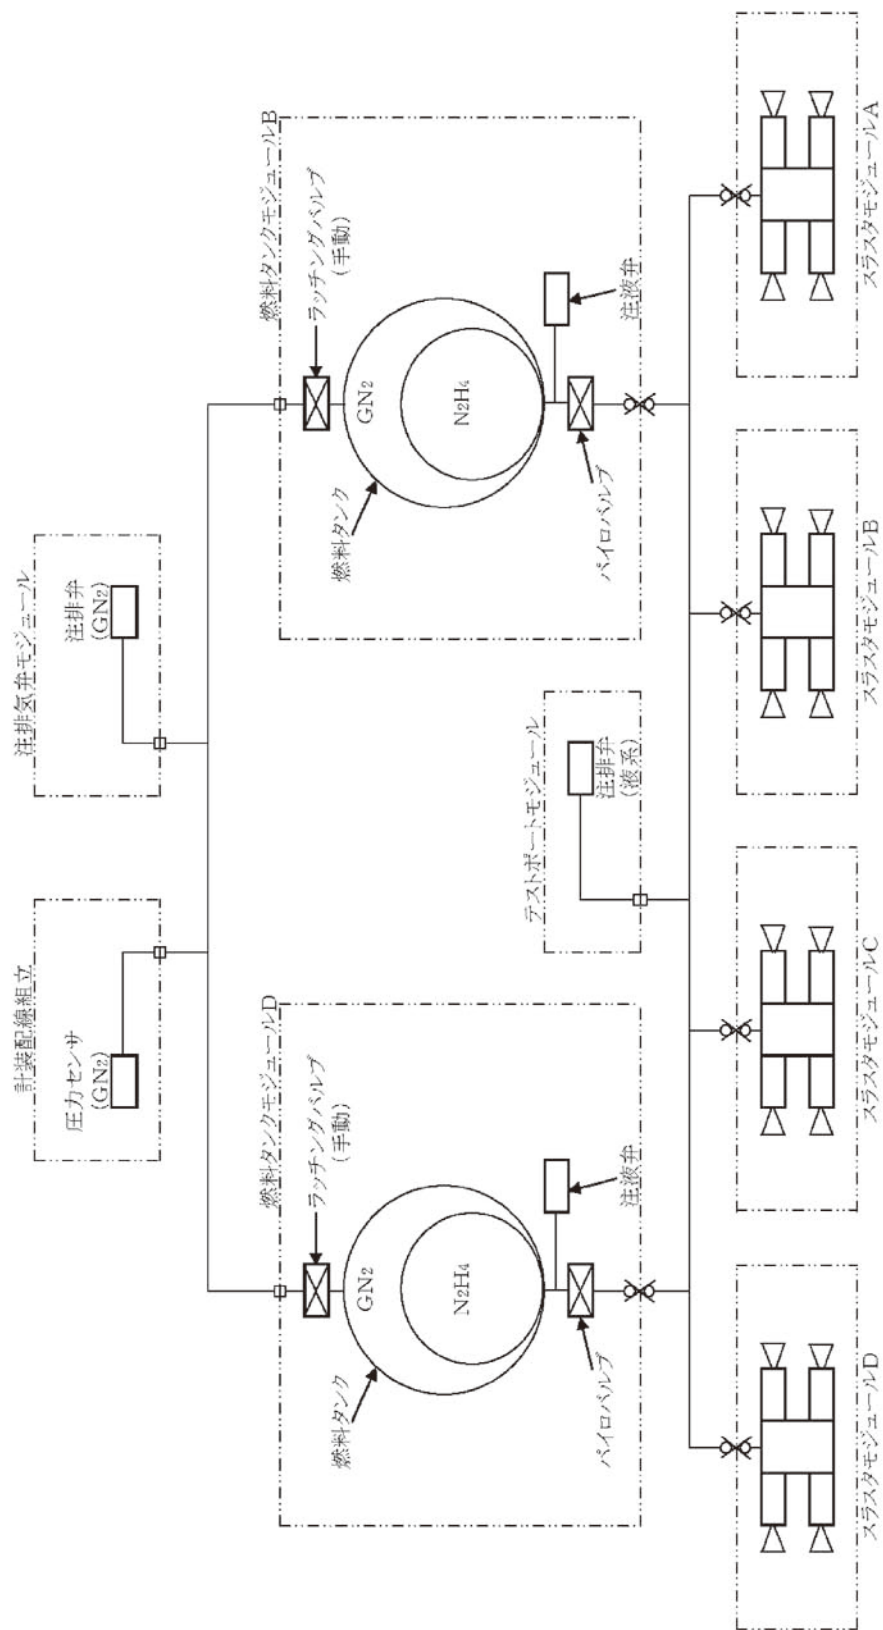 計装配線組立
圧力センサ
(GN2)
注排気弁モジュール
注排弁
(GN2)
燃料タンクモジュールD
ラッチングバルブ
(手動)
燃料タンク
GN2
N2H4
注液弁
パイロバルブ
燃料タンクモジュールB
ラッチングバルブ
(手動)
燃料タンク
GN2
N2H4
注液弁
パイロバルブ
テストポートモジュール
注排弁
(液系)
スラスタモジュールD
スラスタモジュールC
スラスタモジュールB
スラスタモジュールA